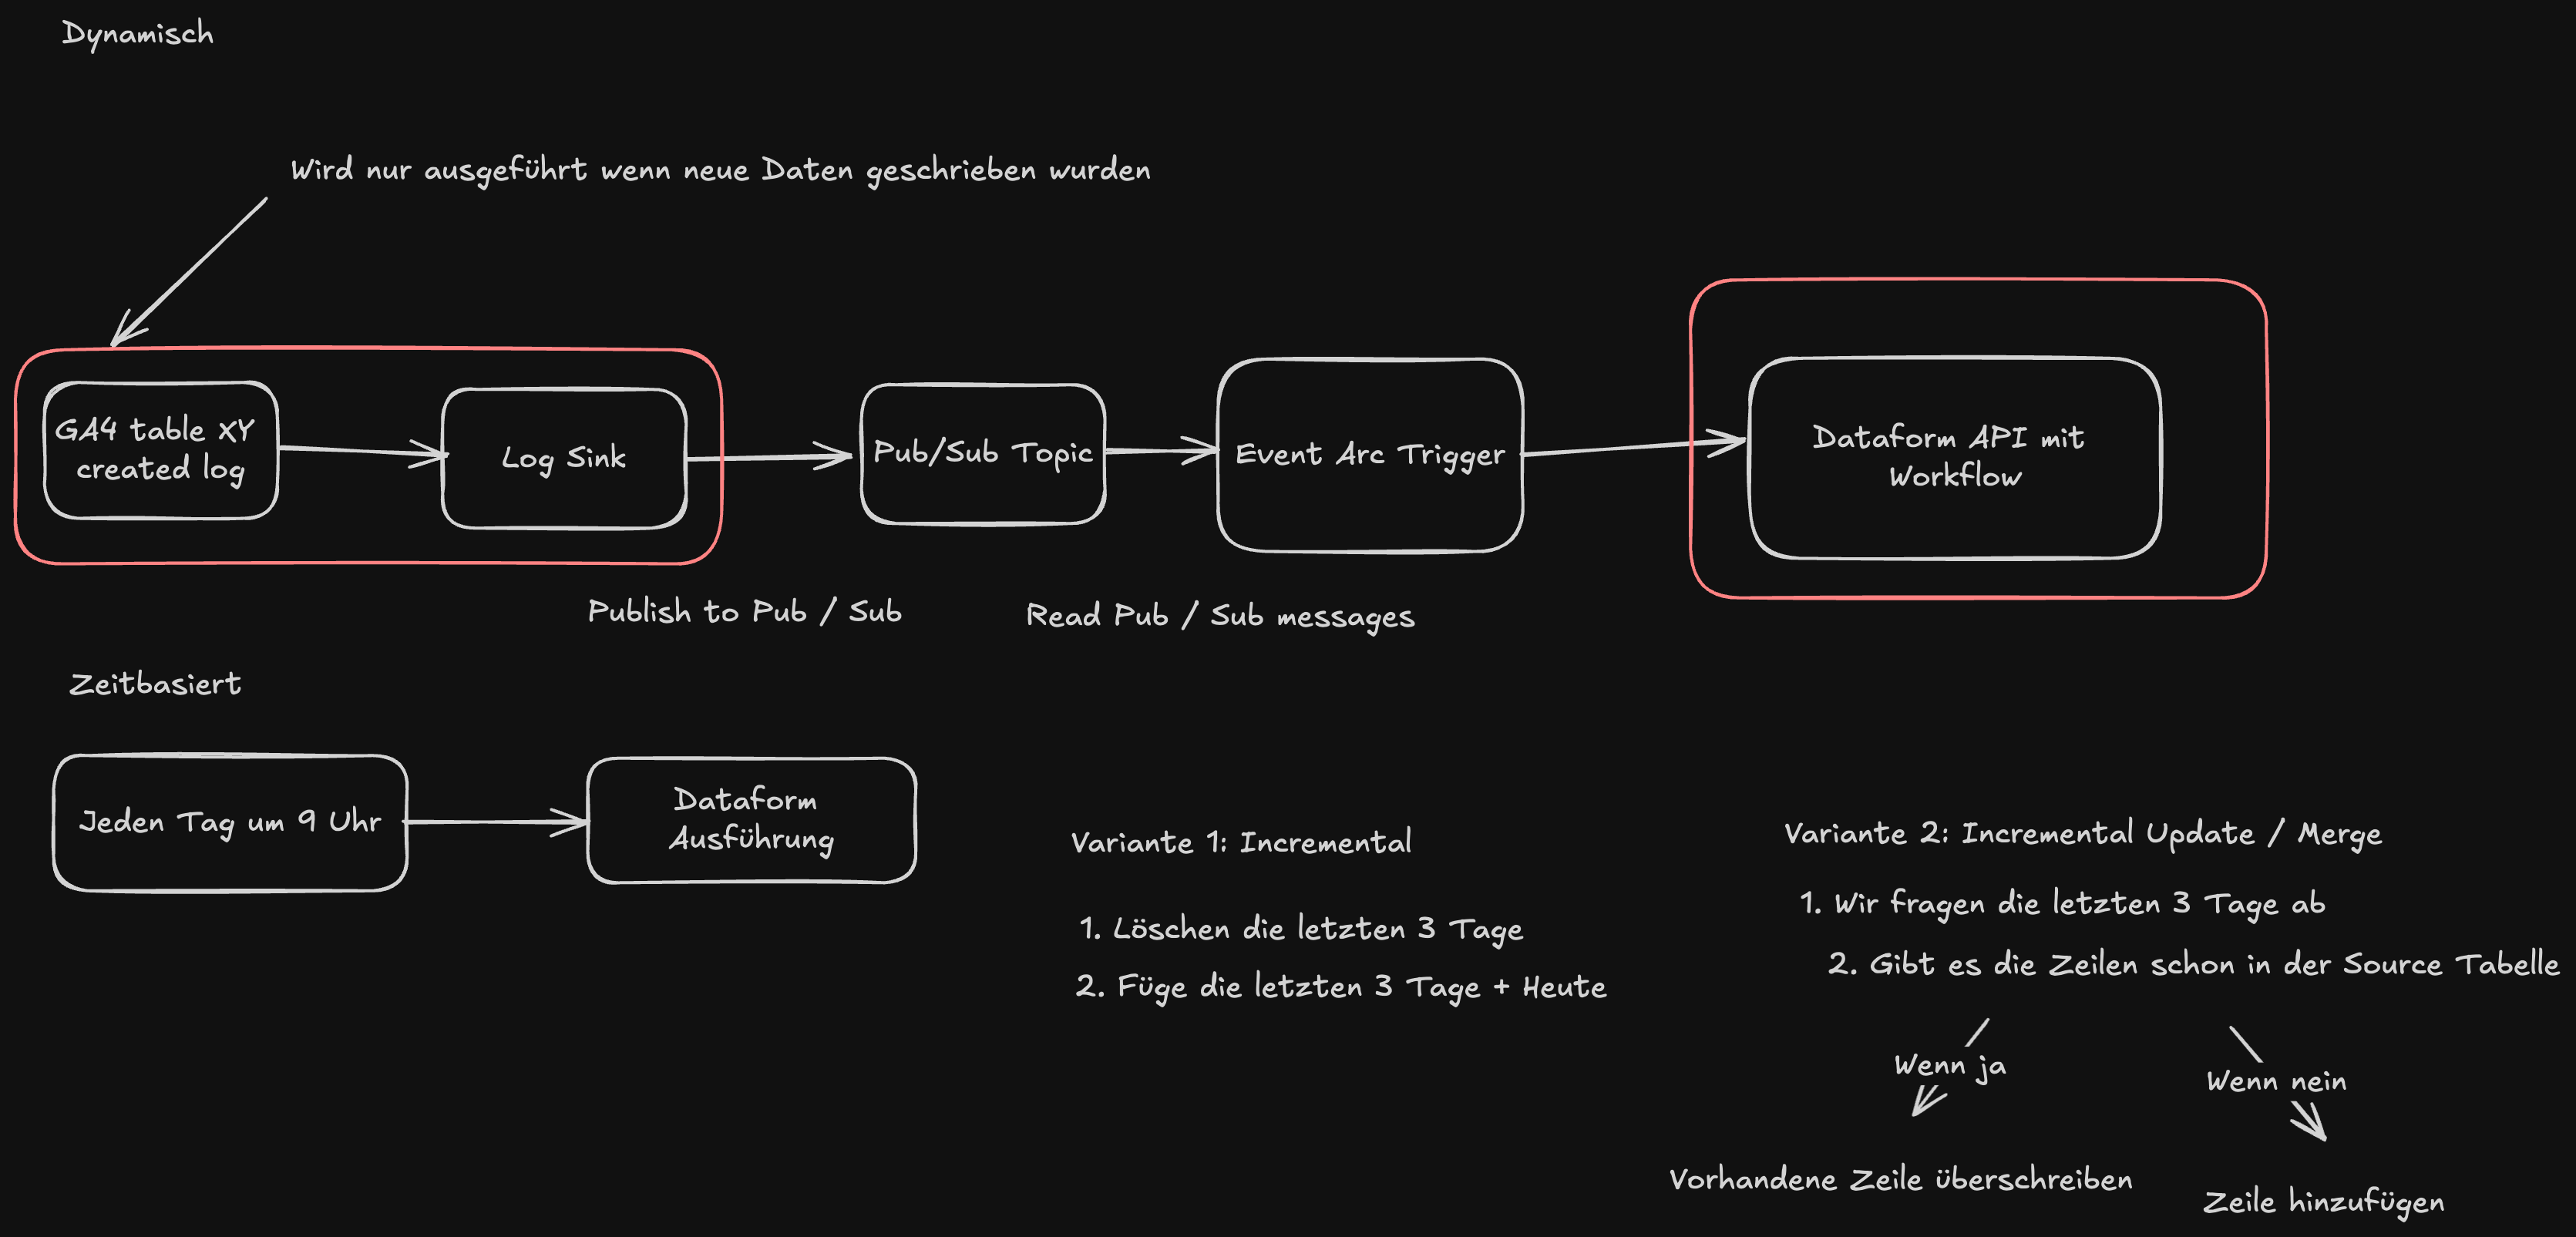 Dynamisch
Wird nur ausgeführt wenn neue Daten geschrieben wurden
GA4 table XY
created log
Log Sink
Pub/Sub Topic
Event Arc Trigger
Dataform API mit
Workflow
Publish to Pub / Sub
Read Pub / Sub messages
Zeitbasiert
Jeden Tag um 9 Uhr
Dataform
Ausführung
Variante 1: Incremental
1. Löschen die letzten 3 Tage
2. Füge die letzten 3 Tage + Heute
Variante 2: Incremental Update / Merge
1. Wir fragen die letzten 3 Tage ab
2. Gibt es die Zeilen schon in der Source Tabelle
Wenn ja
Wenn nein
Vorhandene Zeile überschreiben
Zeile hinzufügen